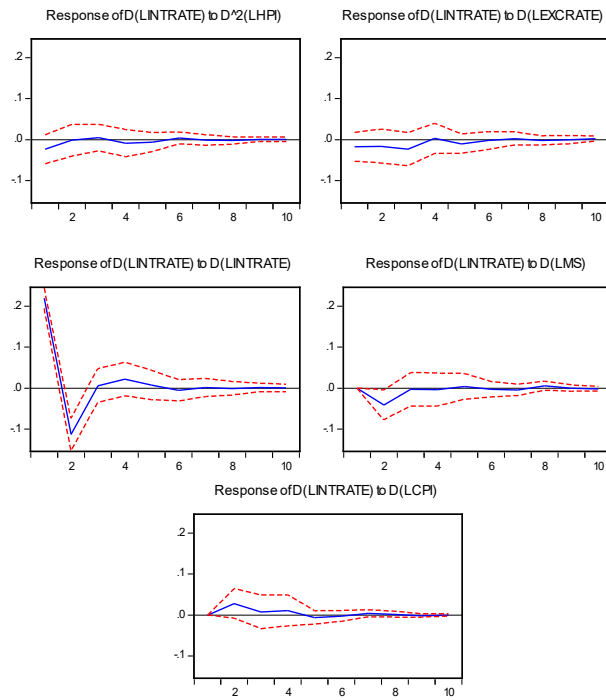 Response of D(LINTRATE) to D^2(LHPI)
.2
.1
.0
-.1
2 4 6 8 10
Response of D(LINTRATE) to D(LEXCRATE)
.2
.1
.0
-.1
2 4 6 8 10
Response of D(LINTRATE) to D(LINTRATE)
.2
.1
.0
-.1
2 4 6 8 10
Response of D(LINTRATE) to D(LMS)
.2
.1
.0
-.1
2 4 6 8 10
Response of D(LINTRATE) to D(LCPI)
.2
.1
.0
-.1
2 4 6 8 10